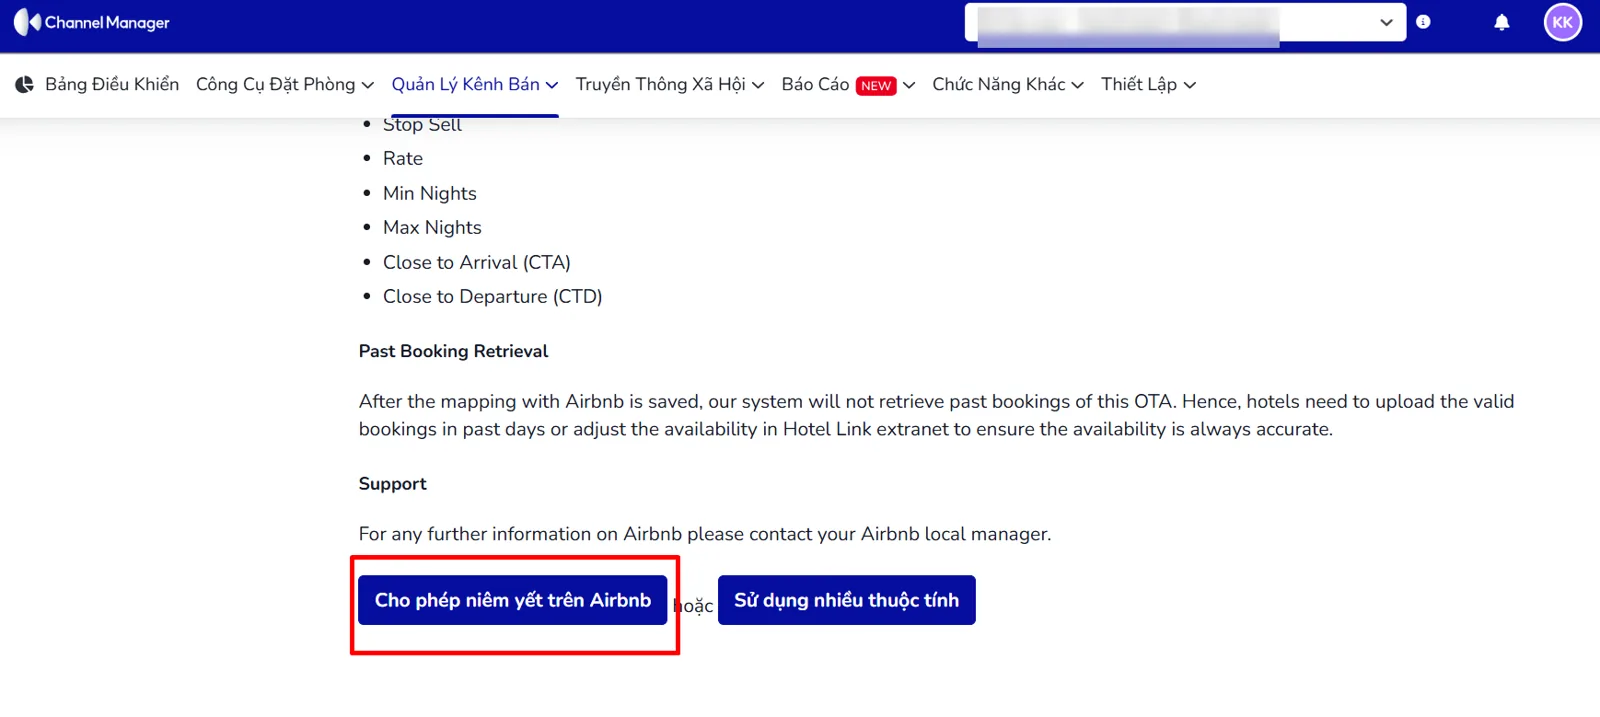 Channel Manager
KK
Bảng Điều Khiển Công Cụ Đặt Phòng Quản Lý Kênh Bán Truyền Thông Xã Hội Báo Cáo NEW Chức Năng Khác Thiết Lập
• Stop Sell
• Rate
• Min Nights
• Max Nights
• Close to Arrival (CTA)
• Close to Departure (CTD)
Past Booking Retrieval
After the mapping with Airbnb is saved, our system will not retrieve past bookings of this OTA. Hence, hotels need to upload the valid
bookings in past days or adjust the availability in Hotel Link extranet to ensure the availability is always accurate.
Support
For any further information on Airbnb please contact your Airbnb local manager.
Cho phép niêm yết trên Airbnb hoặc Sử dụng nhiều thuộc tính